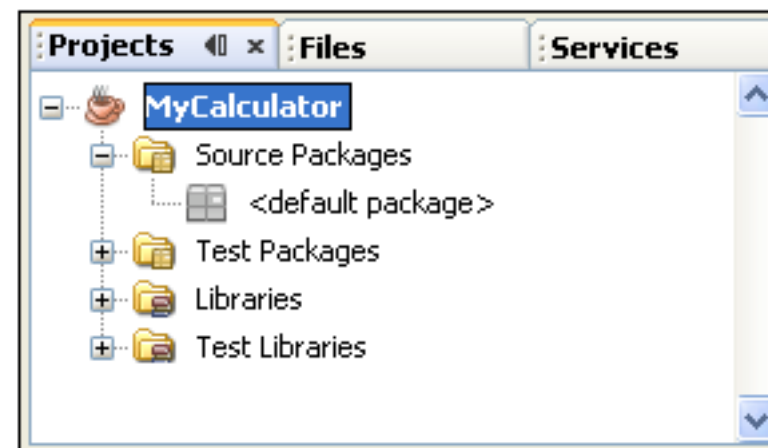 Projects Files Services
MyCalculator
Source Packages
<default package>
Test Packages
Libraries
Test Libraries